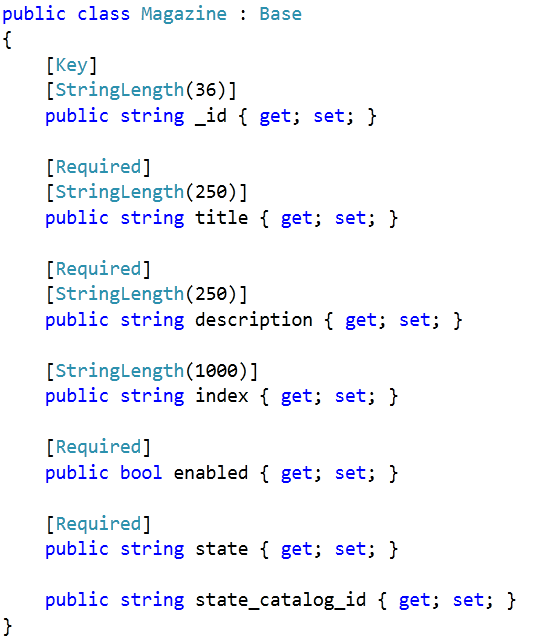 public class Magazine : Base
{
[Key]
[StringLength(36)]
public string _id { get; set; }
[Required]
[StringLength(250)]
public string title { get; set; }
[Required]
[StringLength(250)]
public string description { get; set; }
[StringLength(1000)]
public string index { get; set; }
[Required]
public bool enabled { get; set; }
[Required]
public string state { get; set; }
public string state_catalog_id { get; set; }
}